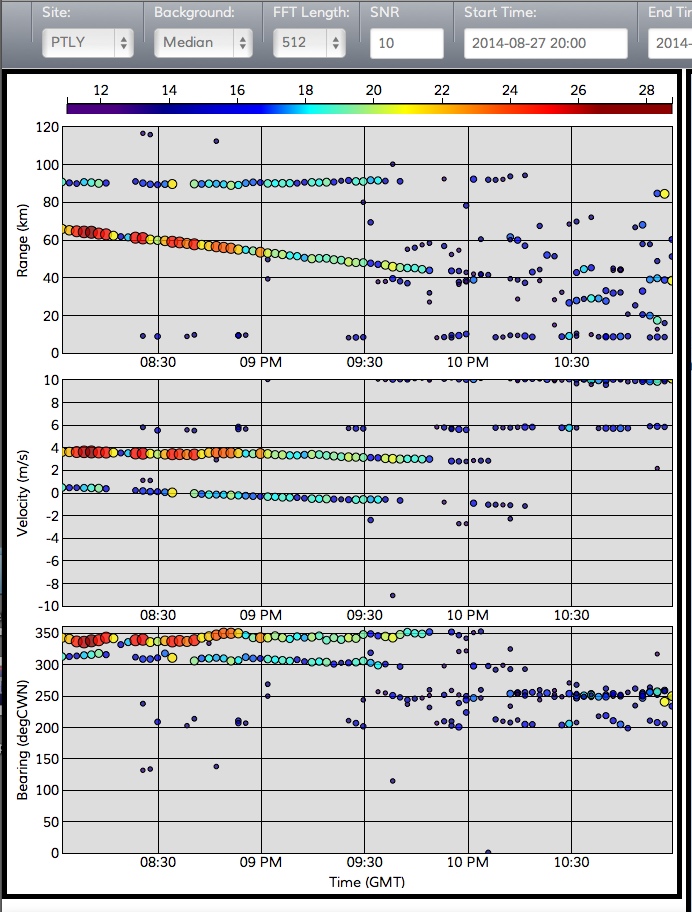 Site: Background: FFT Length: SNR Start Time: End Tim
PTLY Median 512 10 2014-08-27 20:00 2014-
12 14 16 18 20 22 24 26 28
120
100
80
60
40
20
0
Range (km)
08:30 09 PM 09:30 10 PM 10:30
10
8
6
4
2
0
-2
-4
-6
-8
-10
Velocity (m/s)
08:30 09 PM 09:30 10 PM 10:30
350
300
250
200
150
100
50
0
Bearing (degCWN)
08:30 09 PM 09:30 10 PM 10:30
Time (GMT)